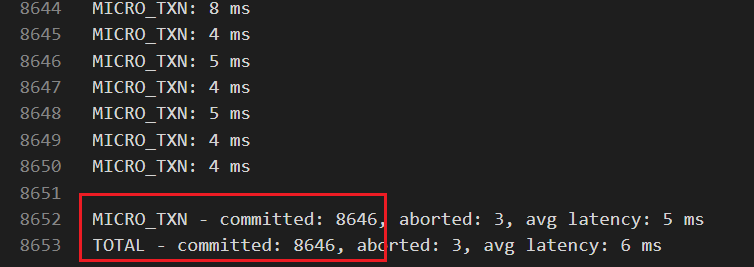 8644 MICRO_TXN: 8 ms
8645 MICRO_TXN: 4 ms
8646 MICRO_TXN: 5 ms
8647 MICRO_TXN: 4 ms
8648 MICRO_TXN: 5 ms
8649 MICRO_TXN: 4 ms
8650 MICRO_TXN: 4 ms
8651
8652 MICRO_TXN - committed: 8646, aborted: 3, avg latency: 5 ms
8653 TOTAL - committed: 8646, aborted: 3, avg latency: 6 ms